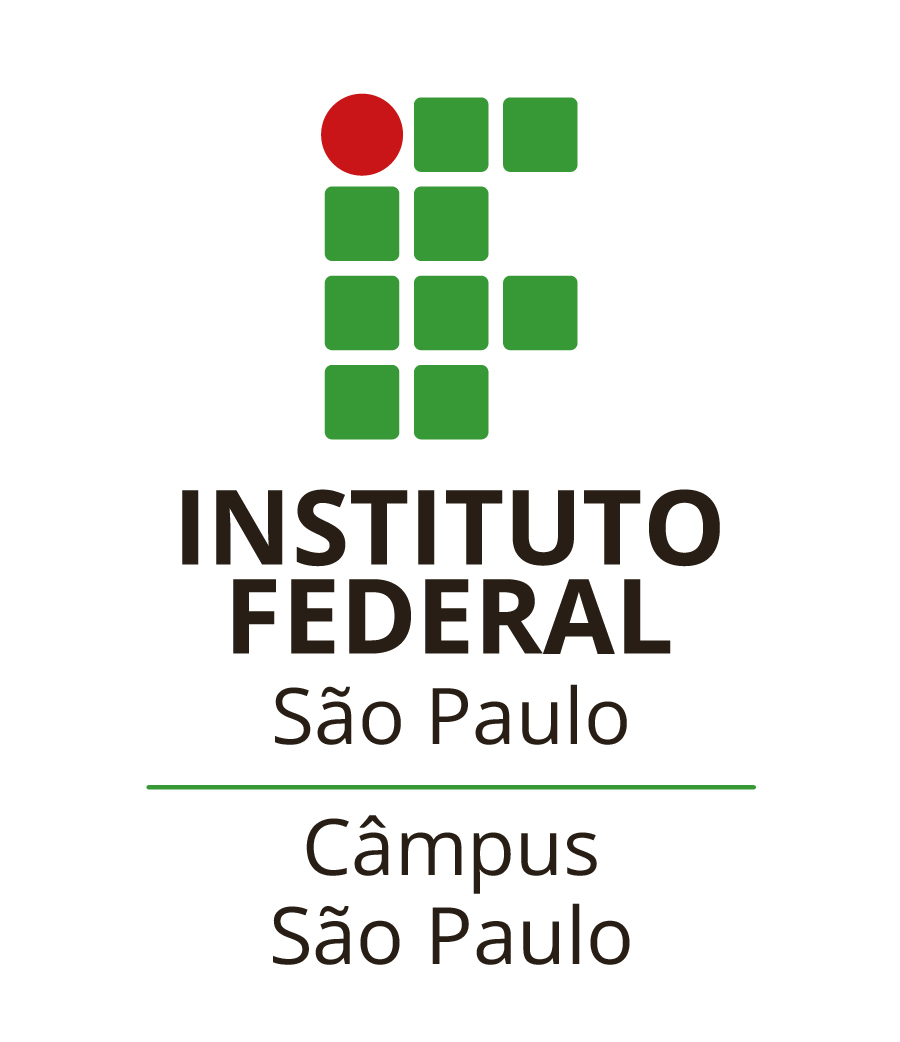 INSTITUTO
FEDERAL
São Paulo
Câmpus
São Paulo